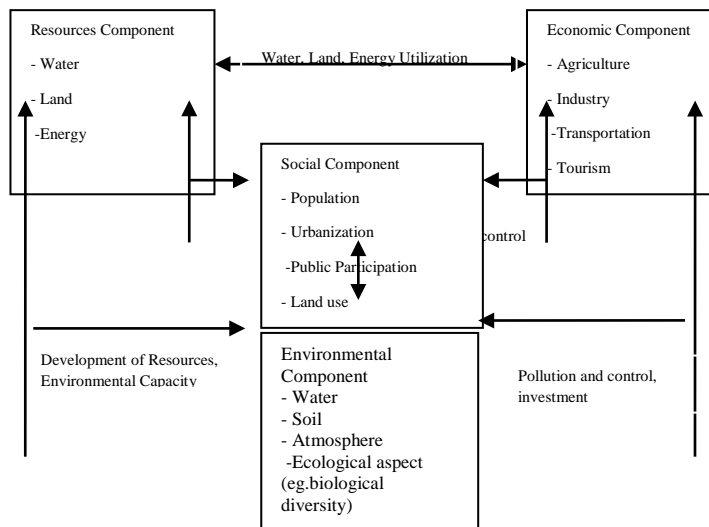 Resources Component
- Water
- Land
-Energy
Water, Land, Energy Utilization
Economic Component
- Agriculture
- Industry
-Transportation
- Tourism
Social Component
- Population
- Urbanization
-Public Participation
- Land use
control
Development of Resources,
Environmental Capacity
Environmental
Component
- Water
- Soil
- Atmosphere
-Ecological aspect
(eg.biological
diversity)
Pollution and control,
investment